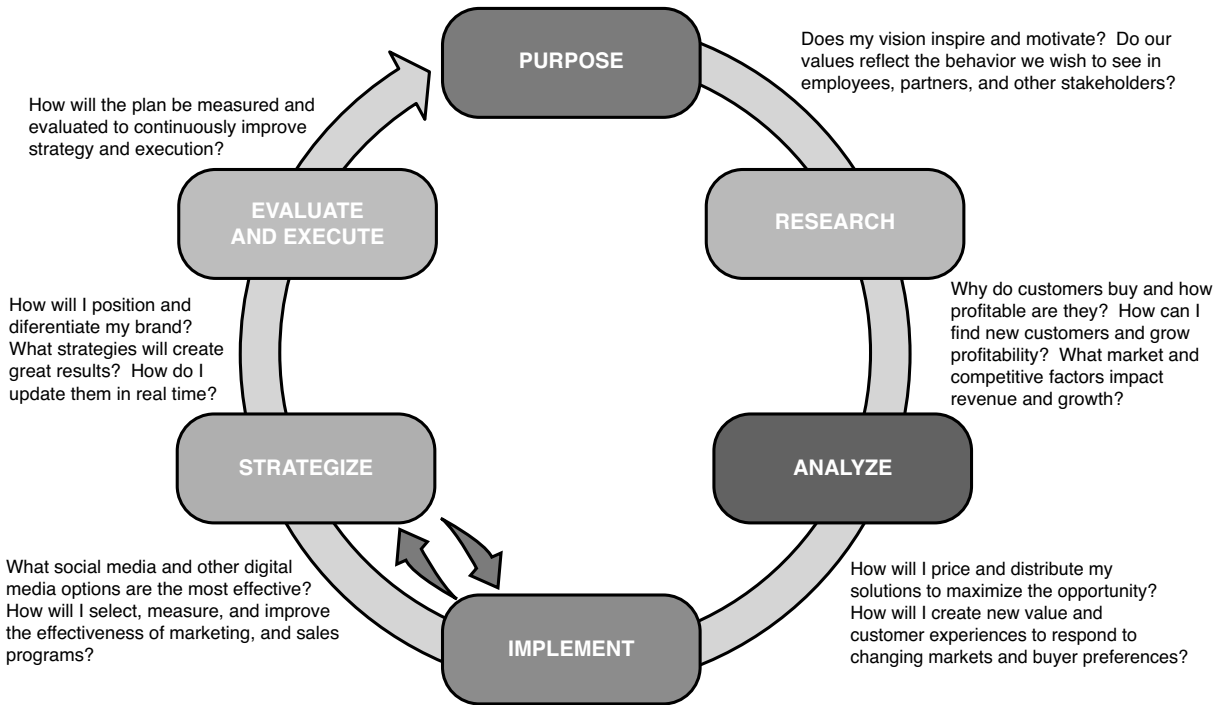 PURPOSE
Does my vision inspire and motivate?  Do our
values reflect the behavior we wish to see in
employees, partners, and other stakeholders?
RESEARCH
Why do customers buy and how
profitable are they?  How can I
find new customers and grow
profitability?  What market and
competitive factors impact
revenue and growth?
ANALYZE
How will I price and distribute my
solutions to maximize the opportunity?
How will I create new value and
customer experiences to respond to
changing markets and buyer preferences?
IMPLEMENT
What social media and other digital
media options are the most effective?
How will I select, measure, and improve
the effectiveness of marketing, and sales
programs?
STRATEGIZE
How will I position and
diferentiate my brand?
What strategies will create
great results?  How do I
update them in real time?
EVALUATE
AND EXECUTE
How will the plan be measured and
evaluated to continuously improve
strategy and execution?